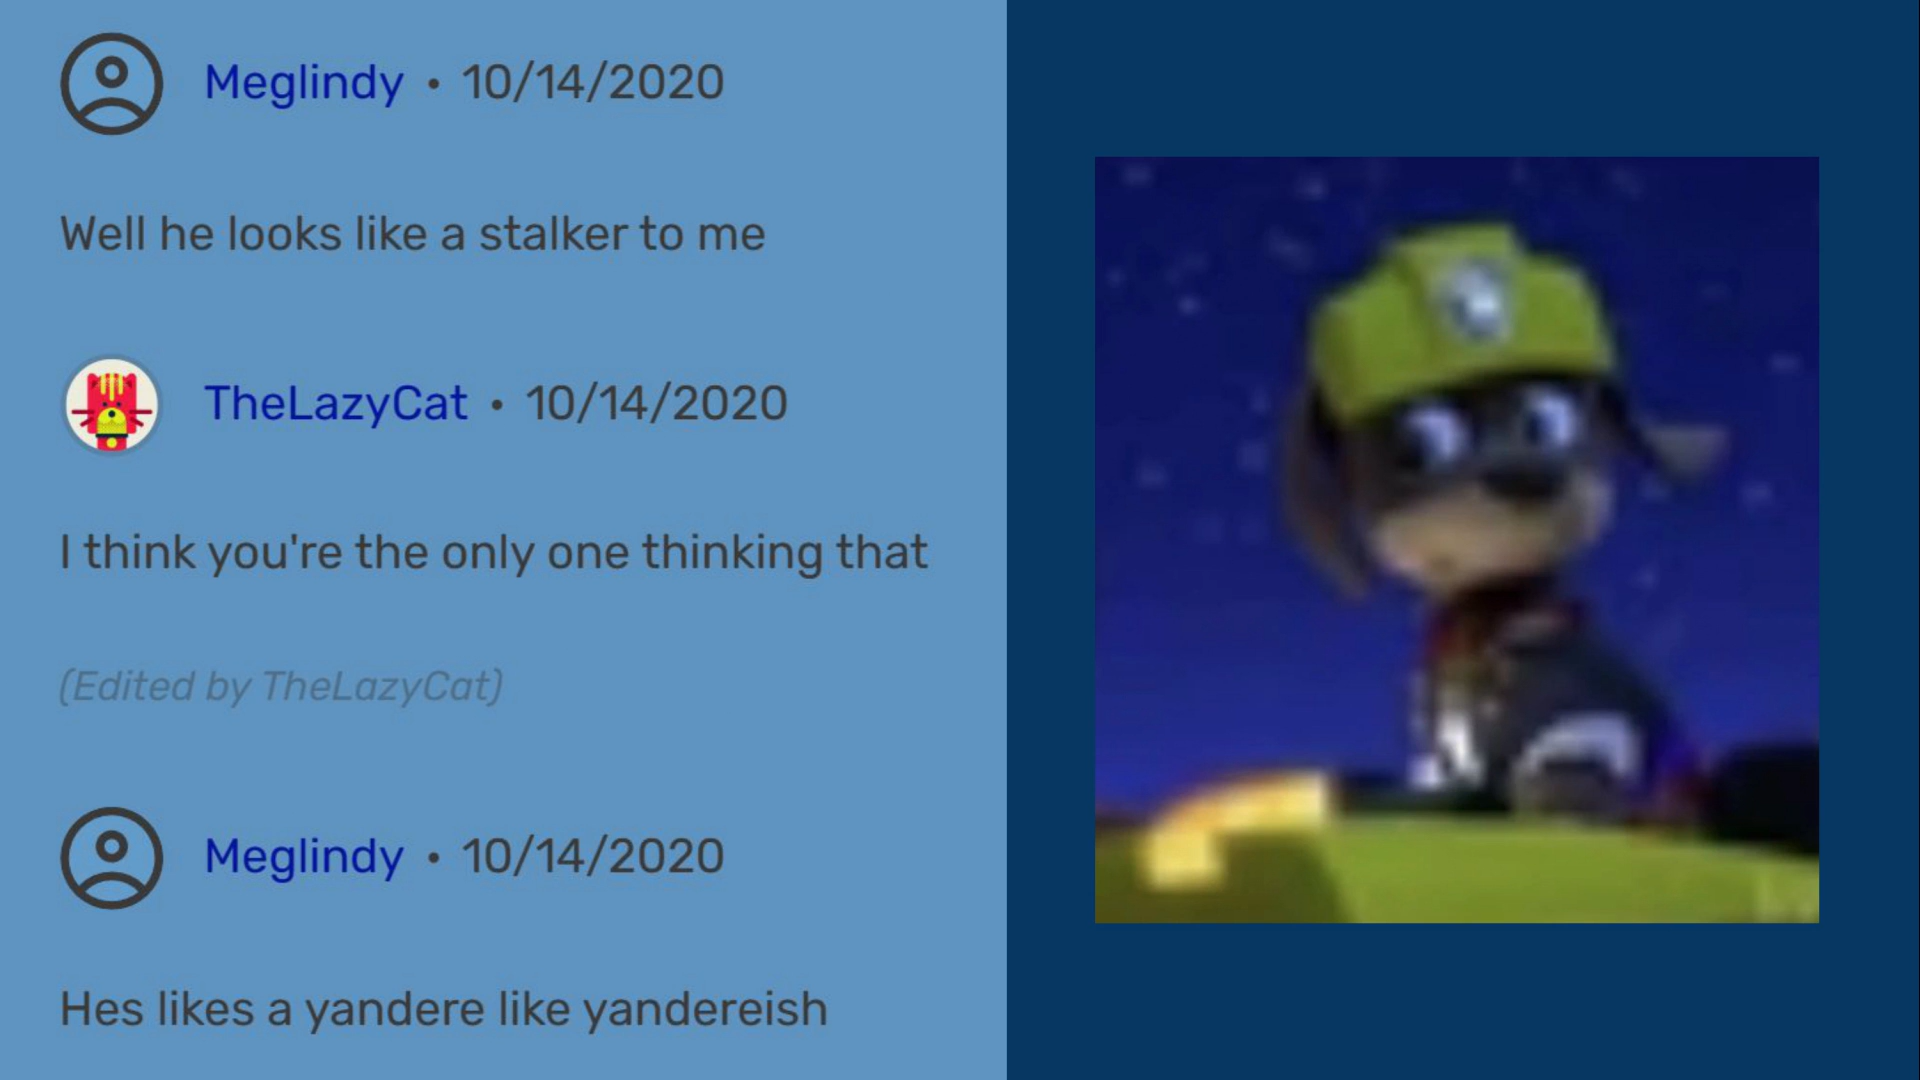 Meglindy • 10/14/2020
Well he looks like a stalker to me
TheLazyCat • 10/14/2020
I think you're the only one thinking that
(Edited by TheLazyCat)
Meglindy • 10/14/2020
Hes likes a yandere like yandereish